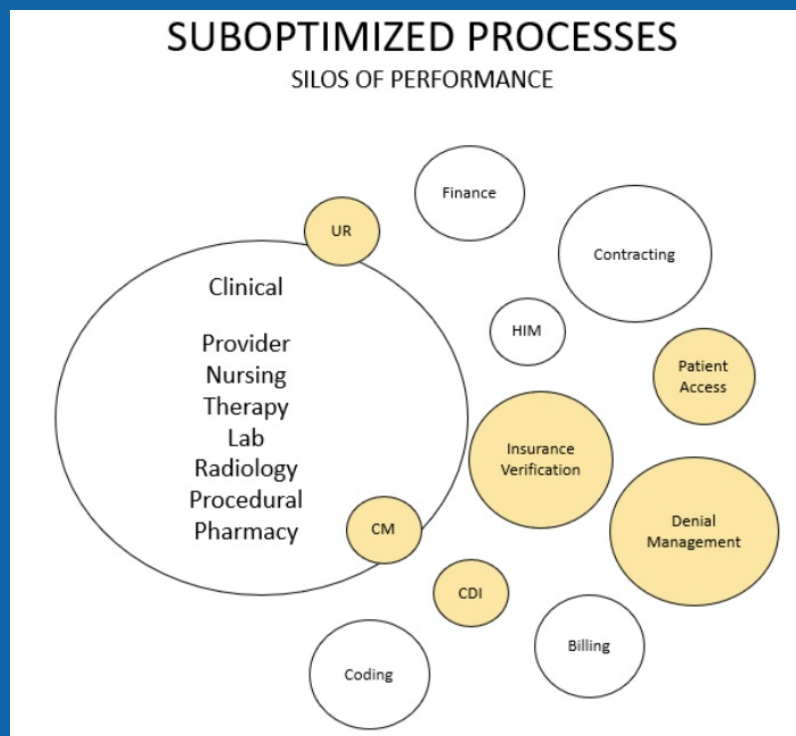 SUBOPTIMIZED PROCESSES
SILOS OF PERFORMANCE
Finance
UR
Contracting
Clinical
Provider
Nursing
Therapy
Lab
Radiology
Procedural
Pharmacy
HIM
Patient
Access
Insurance
Verification
CM
Denial
Management
CDI
Billing
Coding